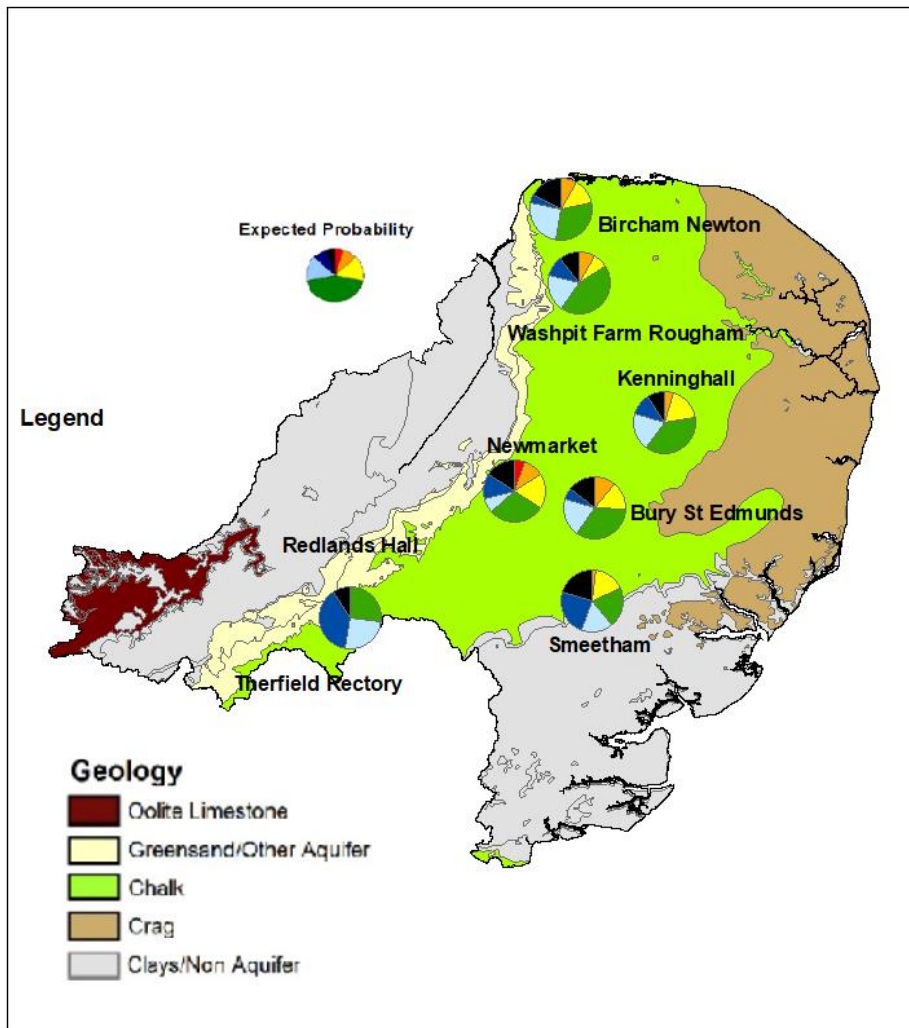 Expected Probability
Bircham Newton
Washpit Farm Rougham
Kenninghall
Legend
Newmarket
Bury St Edmunds
Redlands Hall
Smeetham
Therfield Rectory
Geology
Oolite Limestone
Greensand/Other Aquifer
Chalk
Crag
Clays/Non Aquifer